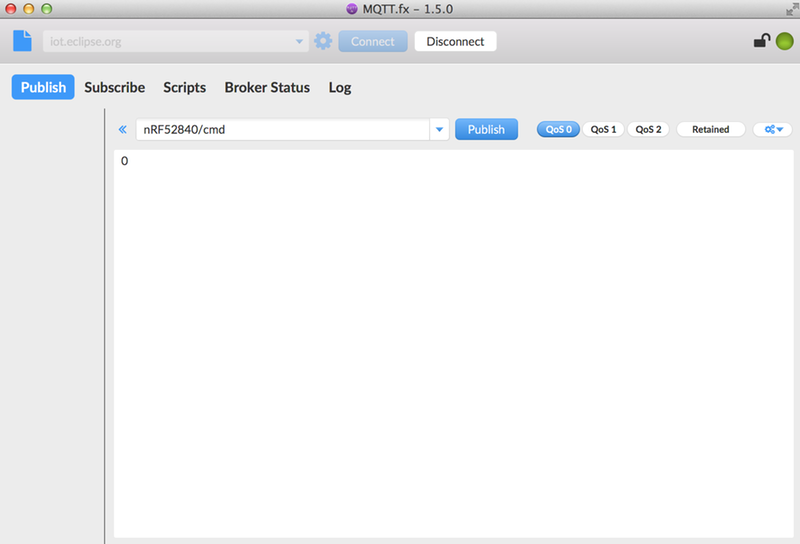 MQTT.fx - 1.5.0
iot.eclipse.org Connect Disconnect
Publish Subscribe Scripts Broker Status Log
nRF52840/cmd Publish QoS 0 QoS 1 QoS 2 Retained
0